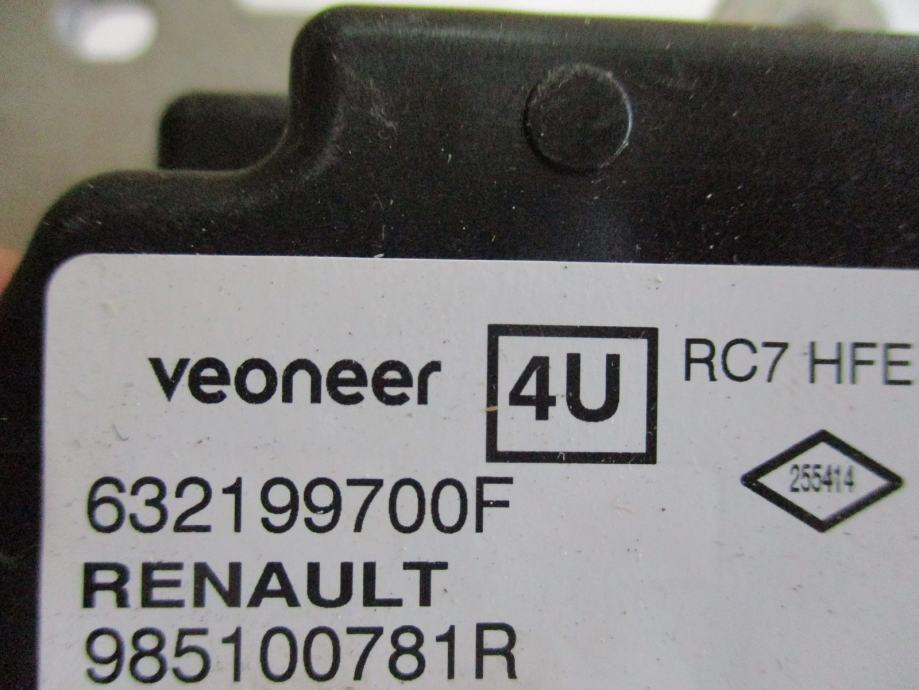 veoneer 4U RC7 HFE
255414
632199700F
RENAULT
985100781R